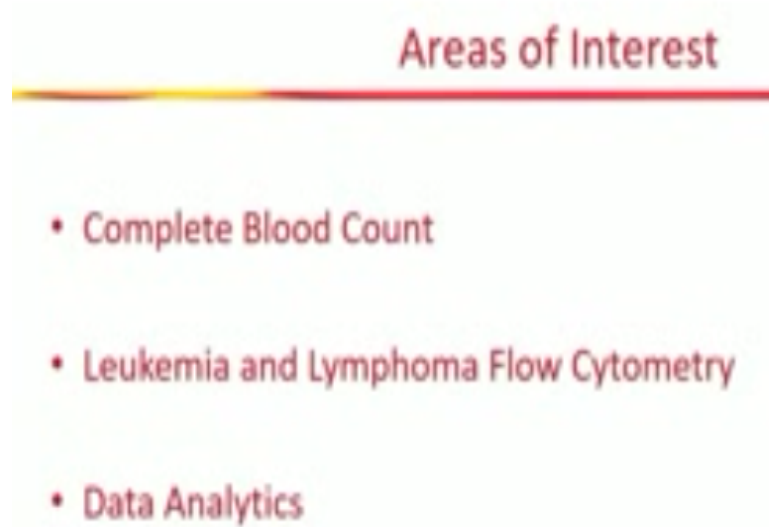 Areas of Interest
• Complete Blood Count
• Leukemia and Lymphoma Flow Cytometry
• Data Analytics